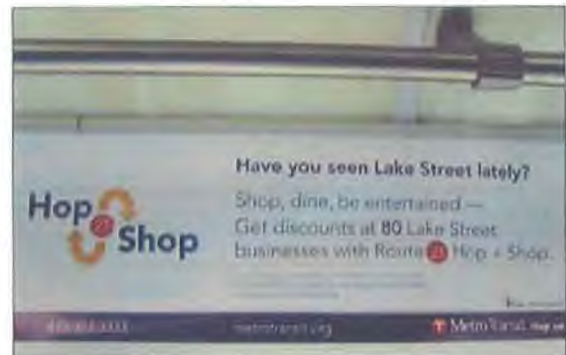 Have you seen Lake Street lately?
Hop 21 Shop
Shop, dine, be entertained —
Get discounts at 80 Lake Street
businesses with Route 21 Hop + Shop.
metrotransit.org
Metro Transit